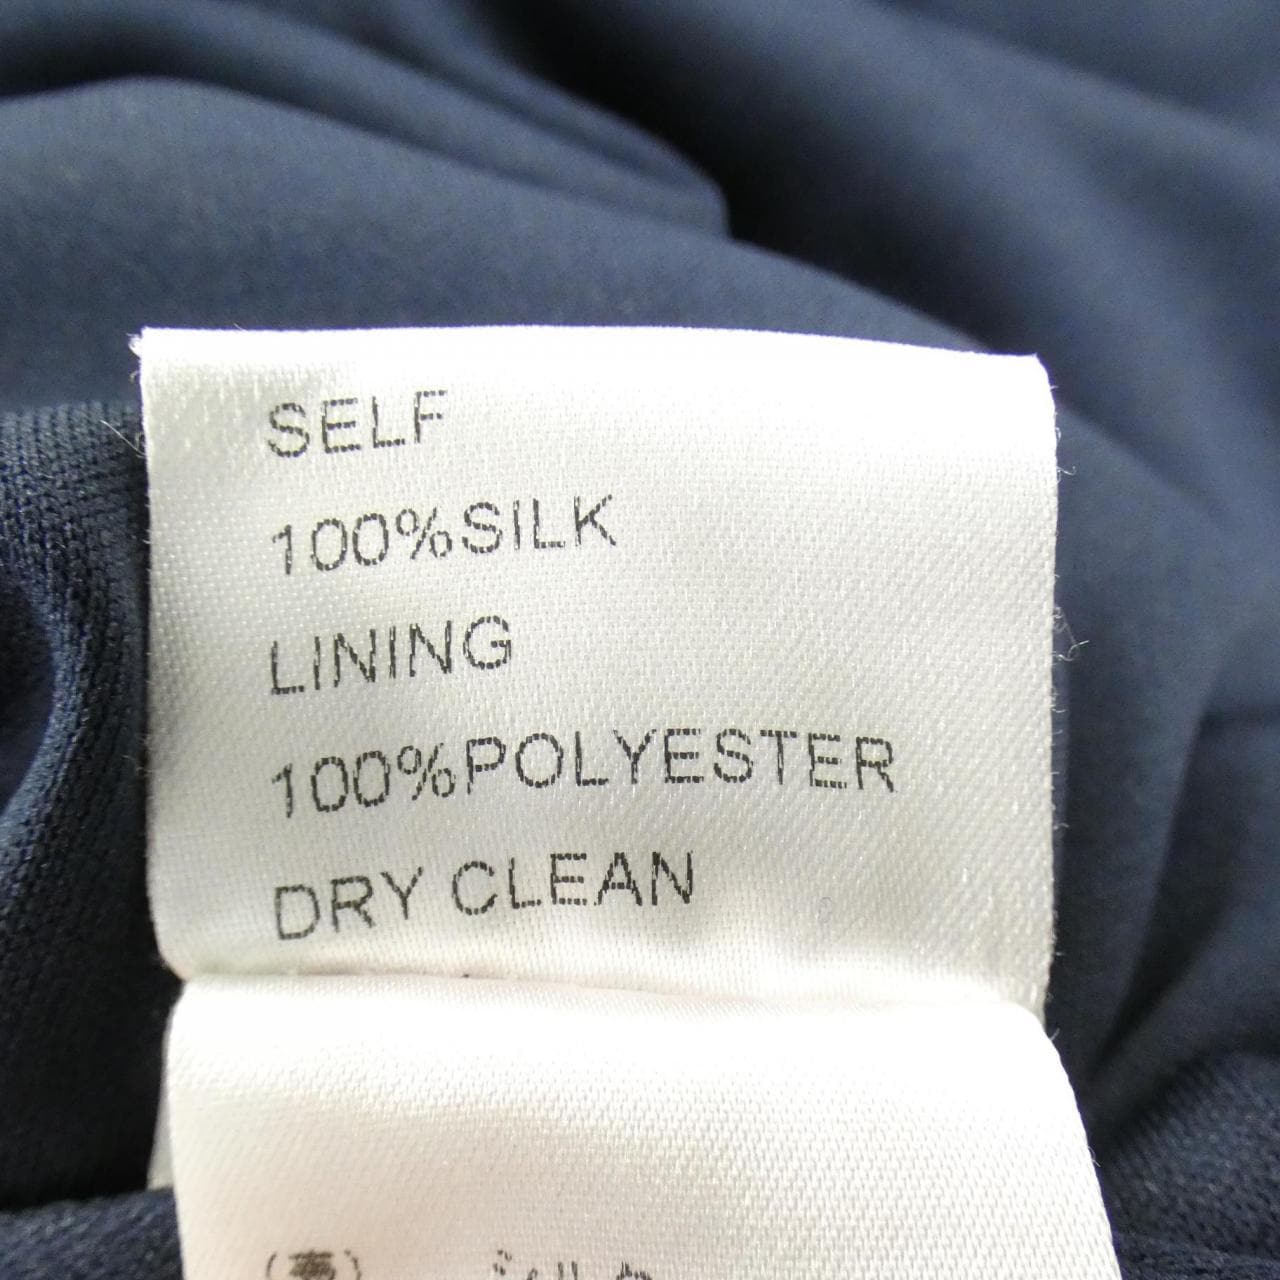 SELF
100%SILK
LINING
100%POLYESTER
DRY CLEAN